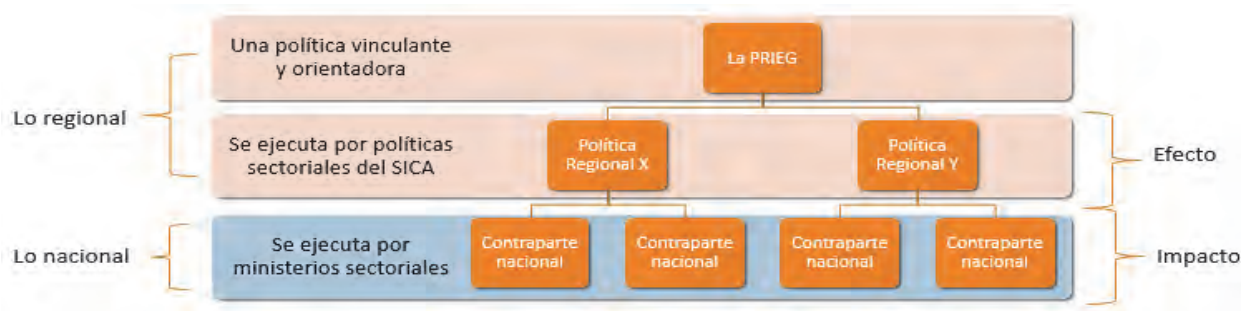 Una política vinculante
y orientadora
La PRIEG
Lo regional
Se ejecuta por políticas
sectoriales del SICA
Política
Regional X
Política
Regional Y
Efecto
Lo nacional
Se ejecuta por
ministerios sectoriales
Contraparte
nacional
Contraparte
nacional
Contraparte
nacional
Contraparte
nacional
Impacto